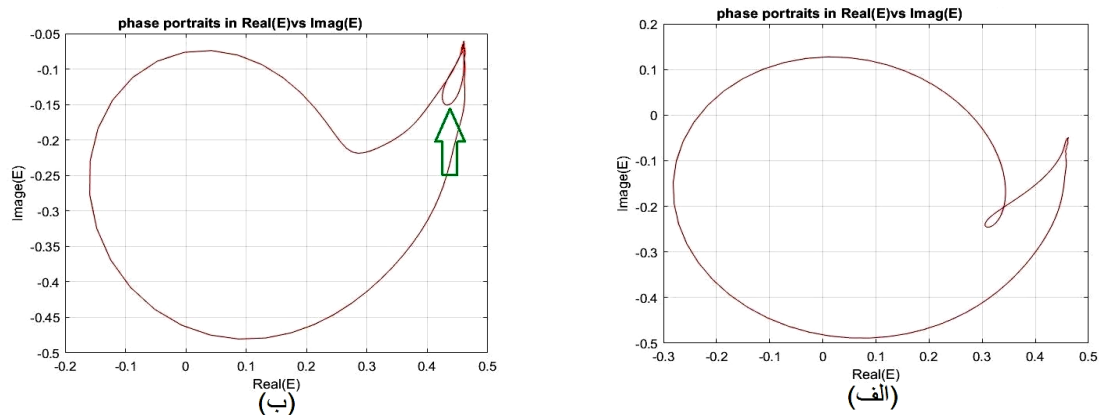 phase portraits in Real(E)vs Imag(E)
-0.05
-0.1
-0.15
-0.2
-0.25
-0.3
-0.35
-0.4
-0.45
-0.5
Image(E)
-0.2 -0.1 0 0.1 0.2 0.3 0.4 0.5
Real(E)
(ب)
phase portraits in Real(E)vs Imag(E)
0.2
0.1
0
-0.1
-0.2
-0.3
-0.4
-0.5
Image(E)
-0.3 -0.2 -0.1 0 0.1 0.2 0.3 0.4 0.5
Real(E)
(الف)